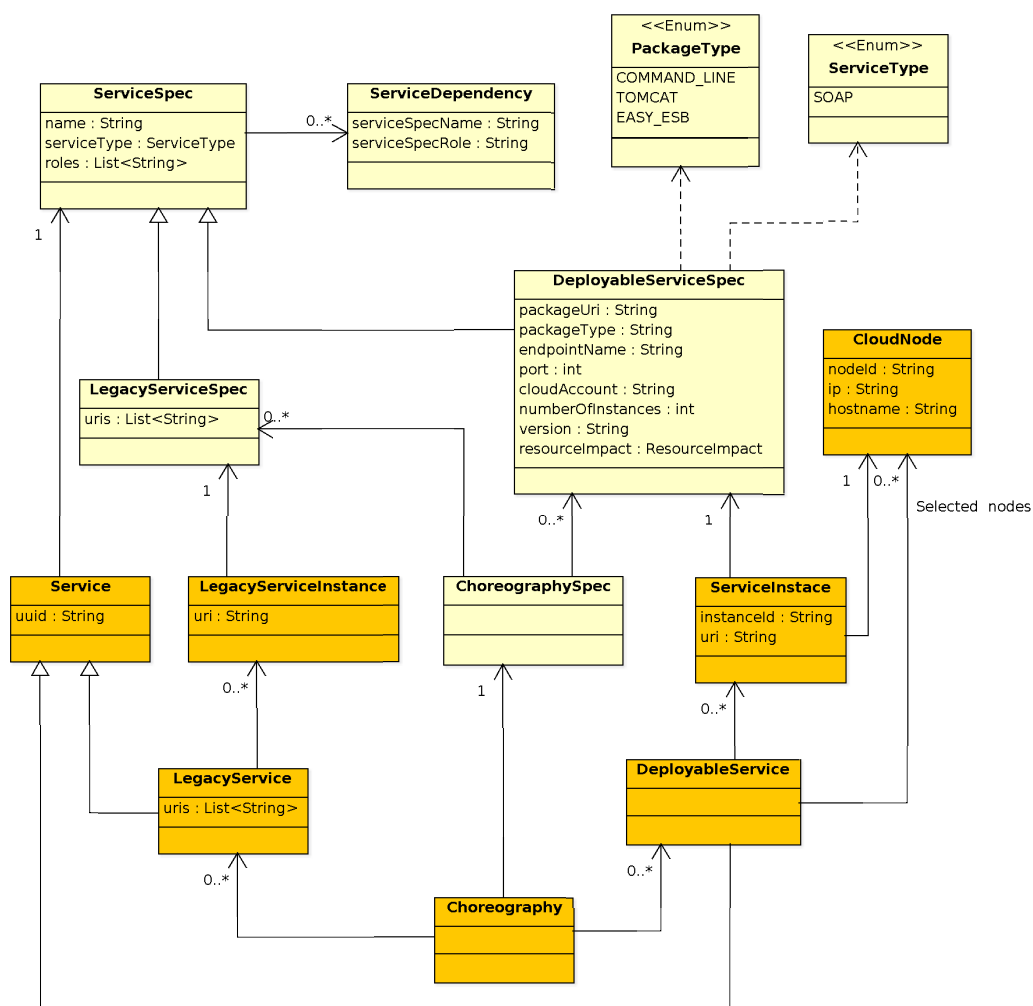 <<Enum>>
PackageType
COMMAND_LINE
TOMCAT
EASY_ESB
<<Enum>>
ServiceType
SOAP
ServiceSpec
name : String
serviceType : ServiceType
roles : List<String>
0..*
ServiceDependency
serviceSpecName : String
serviceSpecRole : String
1
DeployableServiceSpec
packageUri : String
packageType : String
endpointName : String
port : int
cloudAccount : String
numberOfInstances : int
version : String
resourceImpact : ResourceImpact
CloudNode
nodeId : String
ip : String
hostname : String
LegacyServiceSpec
uris : List<String>
0..*
1
0..*
1
1
0..*
Selected nodes
Service
uuid : String
LegacyServiceInstance
uri : String
ChoreographySpec
ServiceInstace
instanceId : String
uri : String
0..*
1
0..*
LegacyService
uris : List<String>
DeployableService
0..*
0..*
Choreography